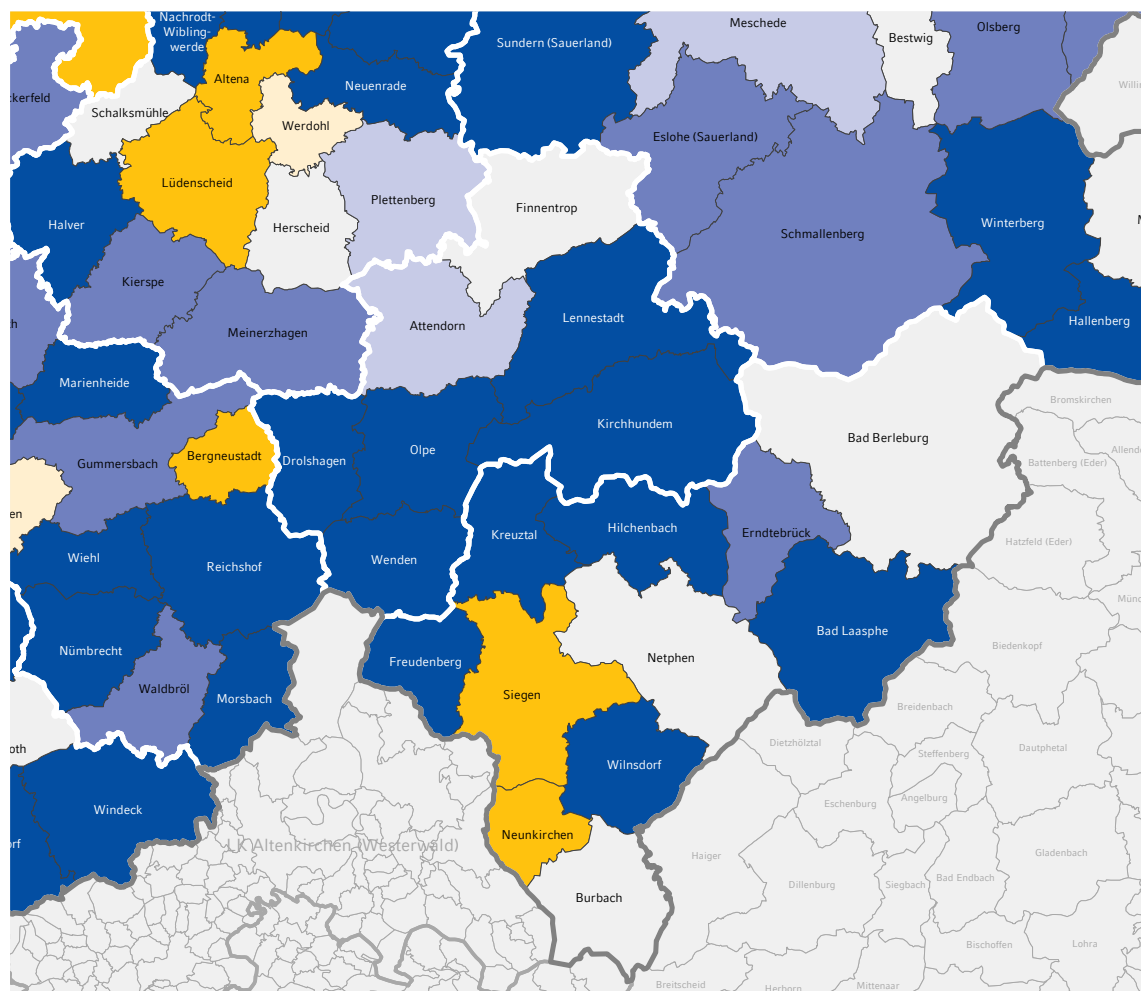 Nachrodt-
Wibling-
werde
Sundern (Sauerland)
Meschede
Bestwig
Olsberg
Altena
Neuenrade
ckerfeld
Schalksmühle
Werdohl
Eslohe (Sauerland)
Lüdenscheid
Plettenberg
Finnentrop
Halver
Herscheid
Schmallenberg
Winterberg
Kierspe
Meinerzhagen
Attendorn
Lennestadt
Hallenberg
Marienheide
Bromskirchen
Kirchhundem
Bad Berleburg
Olpe
Drolshagen
Bergneustadt
Gummersbach
Battenberg (Eder)
en
Kreuztal
Hilchenbach
Erndtebrück
Hatzfeld (Eder)
Wiehl
Reichshof
Wenden
Bad Laasphe
Biedenkopf
Nümbrecht
Freudenberg
Netphen
Waldbröl
Morsbach
Siegen
Breidenbach
Dietzhölztal
Steffenberg
Dautphetal
oth
Wilnsdorf
Angelburg
Eschenburg
Windeck
Neunkirchen
LK Altenkirchen (Westerwald)
orf
Haiger
Gladenbach
Dillenburg
Siegbach
Bad Endbach
Burbach
Bischoffen
Lohra
Breitscheid
Herborn
Mittenaar